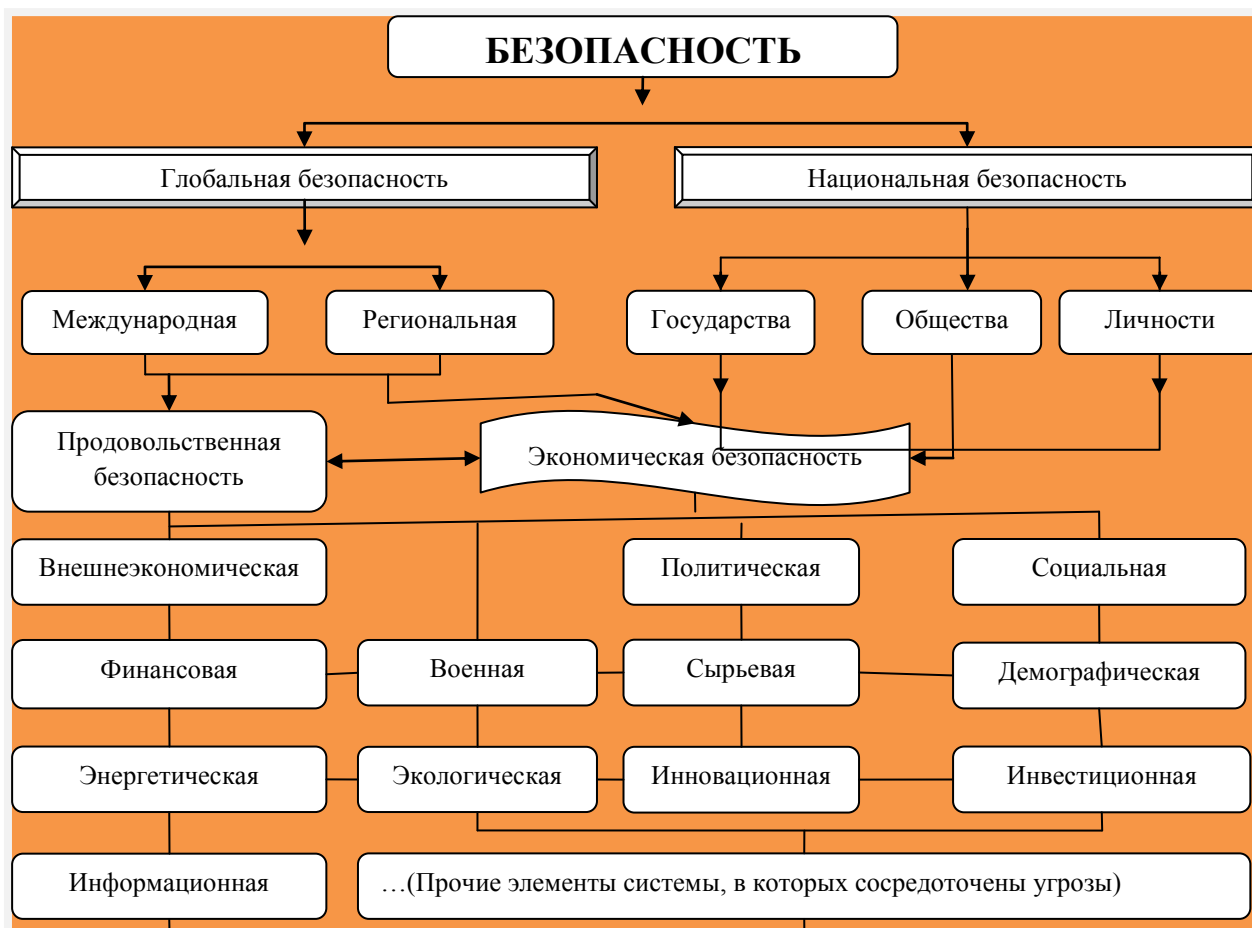 БЕЗОПАСНОСТЬ
Глобальная безопасность
Национальная безопасность
Международная
Региональная
Государства
Общества
Личности
Продовольственная
безопасность
Экономическая безопасность
Внешнеэкономическая
Политическая
Социальная
Финансовая
Военная
Сырьевая
Демографическая
Энергетическая
Экологическая
Инновационная
Инвестиционная
Информационная
…(Прочие элементы системы, в которых сосредоточены угрозы)